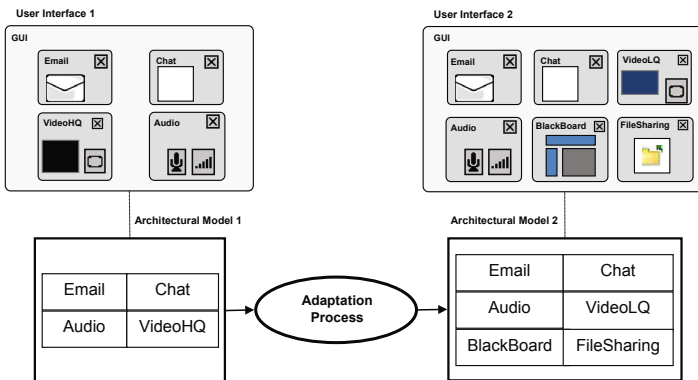 User Interface 1
GUI
Email
Chat
VideoHQ
Audio
Architectural Model 1
Email Chat
Audio VideoHQ
Adaptation
Process
User Interface 2
GUI
Email
Chat
VideoLQ
Audio
BlackBoard
FileSharing
Architectural Model 2
Email Chat
Audio VideoLQ
BlackBoard FileSharing